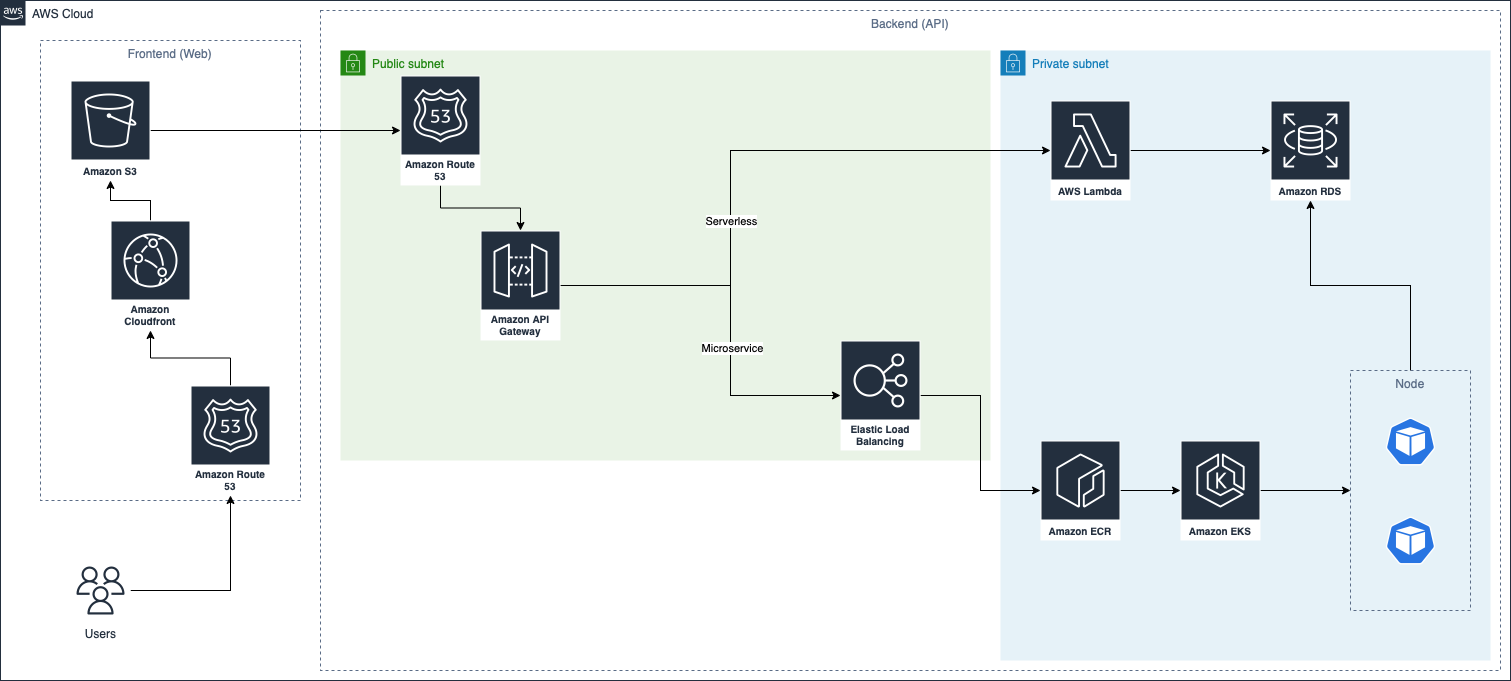 aws
AWS Cloud
Backend (API)
Frontend (Web)
Public subnet
Private subnet
53
Amazon S3
Amazon Route
53
AWS Lambda
Amazon RDS
Serverless
</>
Amazon
Cloudfront
Amazon API
Gateway
Microservice
Node
53
Elastic Load
Balancing
Amazon Route
53
K
Amazon ECR
Amazon EKS
Users